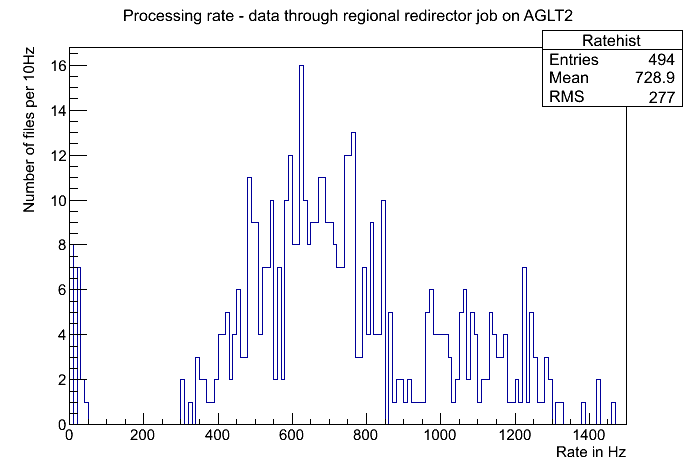 Processing rate - data through regional redirector job on AGLT2
Ratehist
Entries 494
Mean 728.9
RMS 277
Number of files per 10Hz
16
14
12
10
8
6
4
2
0
0 200 400 600 800 1000 1200 1400
Rate in Hz